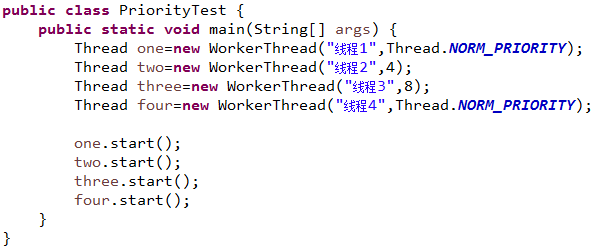 public class PriorityTest {
    public static void main(String[] args) {
        Thread one=new WorkerThread("线程1",Thread.NORM_PRIORITY);
        Thread two=new WorkerThread("线程2",4);
        Thread three=new WorkerThread("线程3",8);
        Thread four=new WorkerThread("线程4",Thread.NORM_PRIORITY);
        one.start();
        two.start();
        three.start();
        four.start();
    }
}